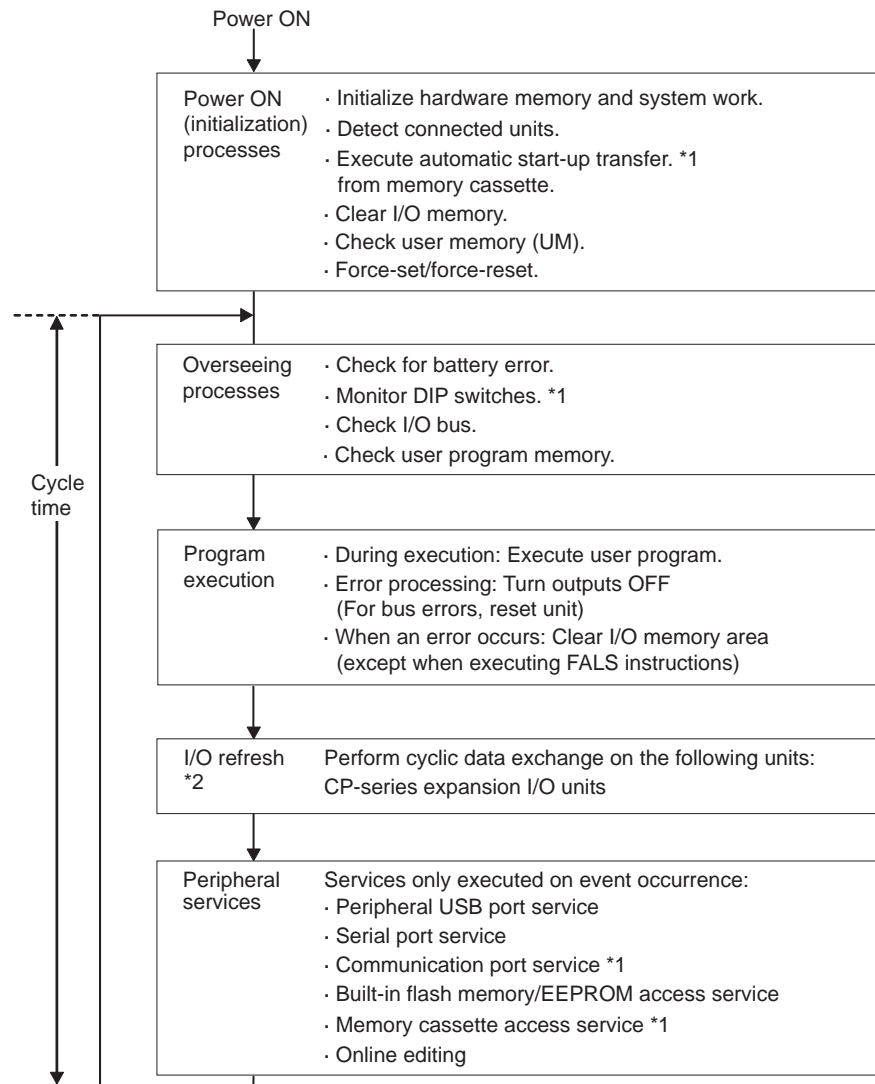 Power ON
Power ON
(initialization)
processes
· Initialize hardware memory and system work.
· Detect connected units.
· Execute automatic start-up transfer. *1
from memory cassette.
· Clear I/O memory.
· Check user memory (UM).
· Force-set/force-reset.
Cycle
time
Overseeing
processes
· Check for battery error.
· Monitor DIP switches. *1
· Check I/O bus.
· Check user program memory.
Program
execution
· During execution: Execute user program.
· Error processing: Turn outputs OFF
(For bus errors, reset unit)
· When an error occurs: Clear I/O memory area
(except when executing FALS instructions)
I/O refresh
*2
Perform cyclic data exchange on the following units:
CP-series expansion I/O units
Peripheral
services
Services only executed on event occurrence:
· Peripheral USB port service
· Serial port service
· Communication port service *1
· Built-in flash memory/EEPROM access service
· Memory cassette access service *1
· Online editing